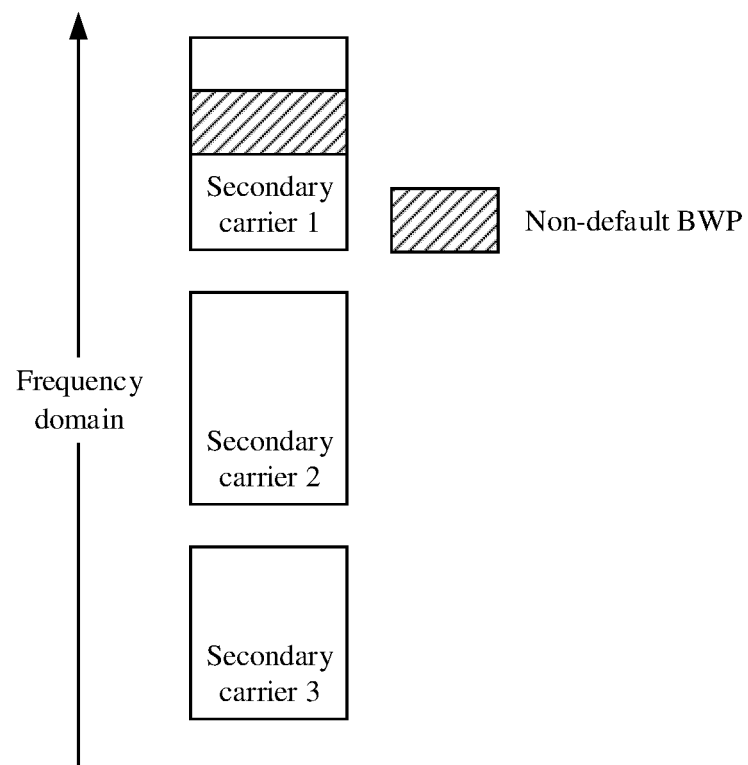 Secondary
carrier 1
Non-default BWP
Frequency
domain
Secondary
carrier 2
Secondary
carrier 3